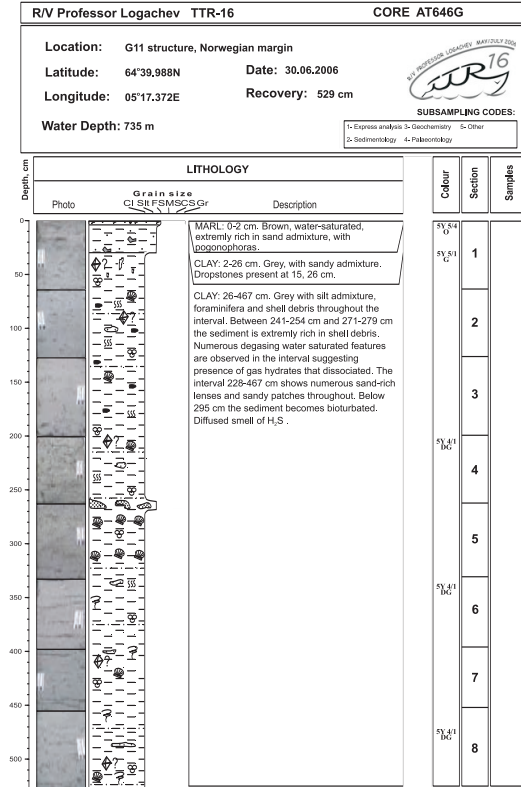 R/V Professor Logachev TTR-16 CORE AT646G
Location: G11 structure, Norwegian margin
Latitude: 64°39.988N Date: 30.06.2006
Longitude: 05°17.372E Recovery: 529 cm
Water Depth: 735 m
R/V PROFESSOR LOGACHEV MAY/JULY 2006
TTR 16
SUBSAMPLING CODES:
1- Express analysis 3- Geochemistry 5- Other
2- Sedimentology 4- Palaeontology
Depth, cm
LITHOLOGY
Photo
Grain size
Cl Slt FS MS CS Gr
Description
Colour
Section
Samples
0
50
100
150
200
250
300
350
400
450
500
MARL: 0-2 cm. Brown, water-saturated,
extremly rich in sand admixture, with
pogonophoras.
CLAY: 2-26 cm. Grey, with sandy admixture.
Dropstones present at 15, 26 cm.
CLAY: 26-467 cm. Grey with silt admixture,
foraminifera and shell debris throughout the
interval. Between 241-254 cm and 271-279 cm
the sediment is extremly rich in shell debris.
Numerous degasing water saturated features
are observed in the interval suggesting
presence of gas hydrates that dissociated. The
interval 228-467 cm shows numerous sand-rich
lenses and sandy patches throughout. Below
295 cm the sediment becomes bioturbated.
Diffused smell of H₂S .
?
?
?
?
5Y 5/4
O
5Y 5/1
G
5Y 4/1
DG
5Y 4/1
DG
5Y 4/1
DG
1
2
3
4
5
6
7
8